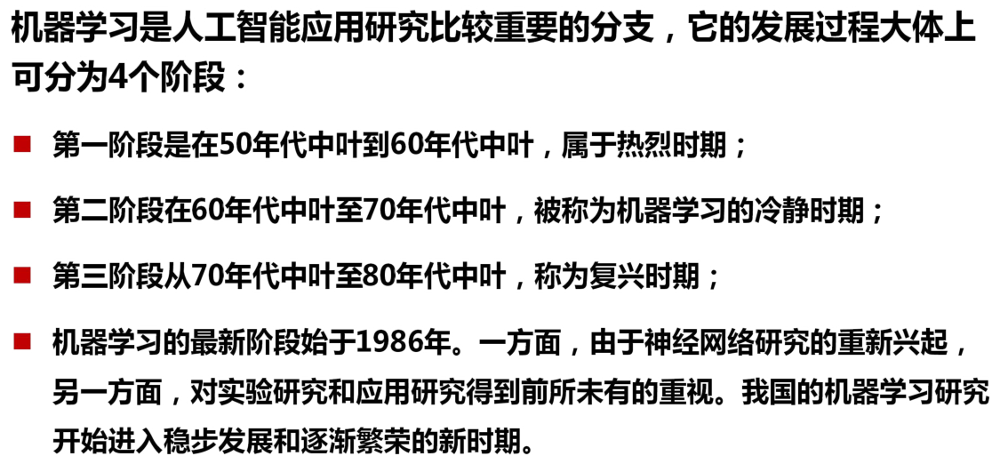 机器学习是人工智能应用研究比较重要的分支，它的发展过程大体上
可分为4个阶段：
第一阶段是在50年代中叶到60年代中叶，属于热烈时期；
第二阶段在60年代中叶至70年代中叶，被称为机器学习的冷静时期；
第三阶段从70年代中叶至80年代中叶，称为复兴时期；
机器学习的最新阶段始于1986年。一方面，由于神经网络研究的重新兴起，
另一方面，对实验研究和应用研究得到前所未有的重视。我国的机器学习研究
开始进入稳步发展和逐渐繁荣的新时期。